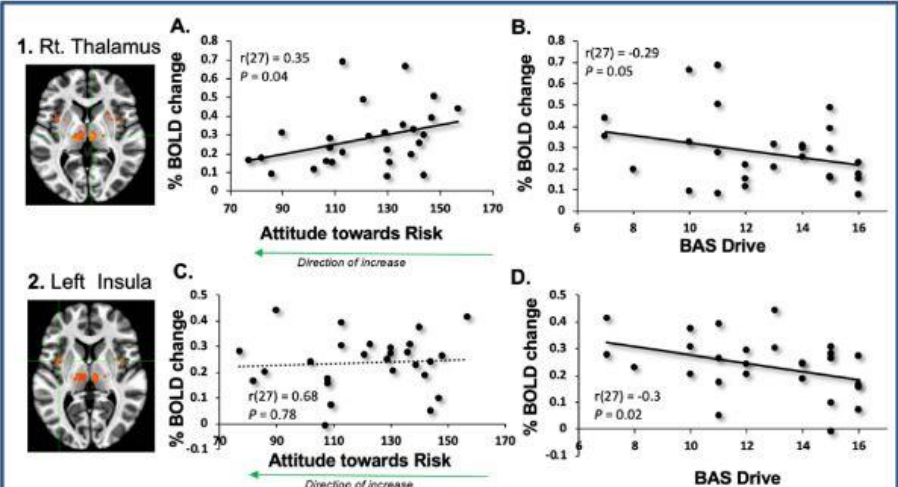 1. Rt. Thalamus
A.
% BOLD change
0.8
0.7
0.6
0.5
0.4
0.3
0.2
0.1
0
r(27) = 0.35
P = 0.04
70 90 110 130 150 170
Attitude towards Risk
Direction of increase
B.
% BOLD change
0.8
0.7
0.6
0.5
0.4
0.3
0.2
0.1
0
r(27) = -0.29
P = 0.05
6 8 10 12 14 16
BAS Drive
2. Left Insula
C.
% BOLD change
0.5
0.4
0.3
0.2
0.1
0
-0.1
r(27) = 0.68
P = 0.78
70 90 110 130 150 170
Attitude towards Risk
Direction of increase
D.
% BOLD change
0.5
0.4
0.3
0.2
0.1
0
-0.1
r(27) = -0.3
P = 0.02
6 8 10 12 14 16
BAS Drive